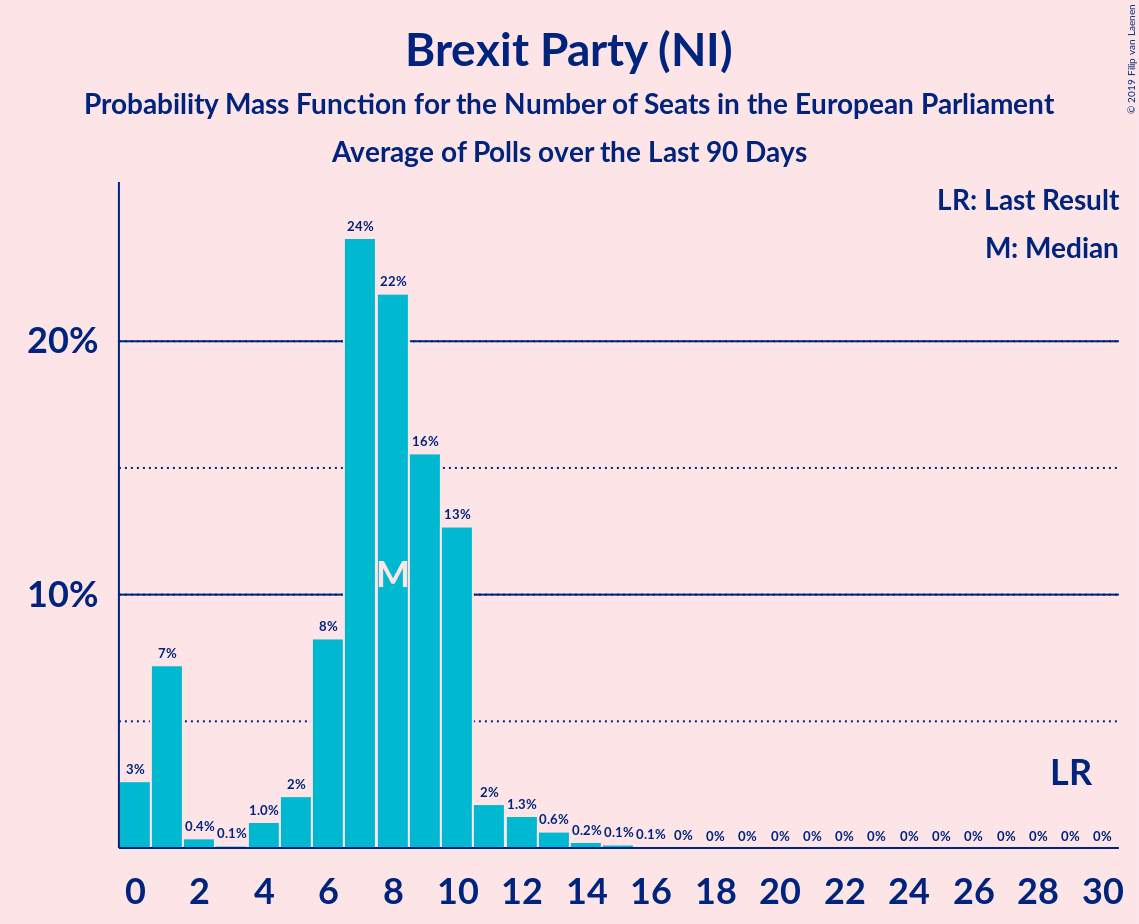 Brexit Party (NI)
Probability Mass Function for the Number of Seats in the European Parliament
Average of Polls over the Last 90 Days
© 2019 Filip van Laenen
LR: Last Result
M: Median
20%
10%
3% 7% 0.4% 0.1% 1.0% 2% 8% 24% 22% 16% 13% 2% 1.3% 0.6% 0.2% 0.1% 0.1% 0% 0% 0% 0% 0% 0% 0% 0% 0% 0% 0% 0% 0% 0%
M
LR
0 2 4 6 8 10 12 14 16 18 20 22 24 26 28 30